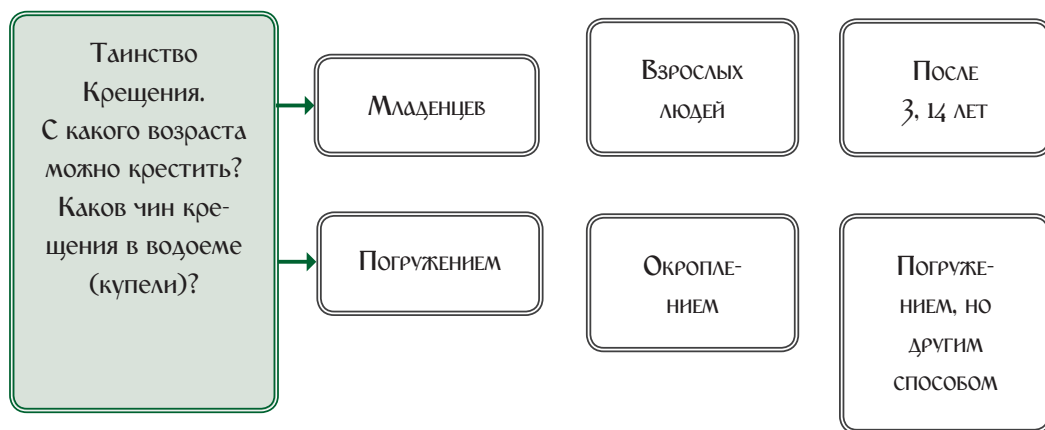 Таинство
Крещения.
С какого возраста
можно крестить?
Каков чин кре-
щения в водоеме
(купели)?
Младенцев
Взрослых
людей
После
3, 14 лет
Погружением
Окропле-
нием
Погруже-
нием, но
другим
способом